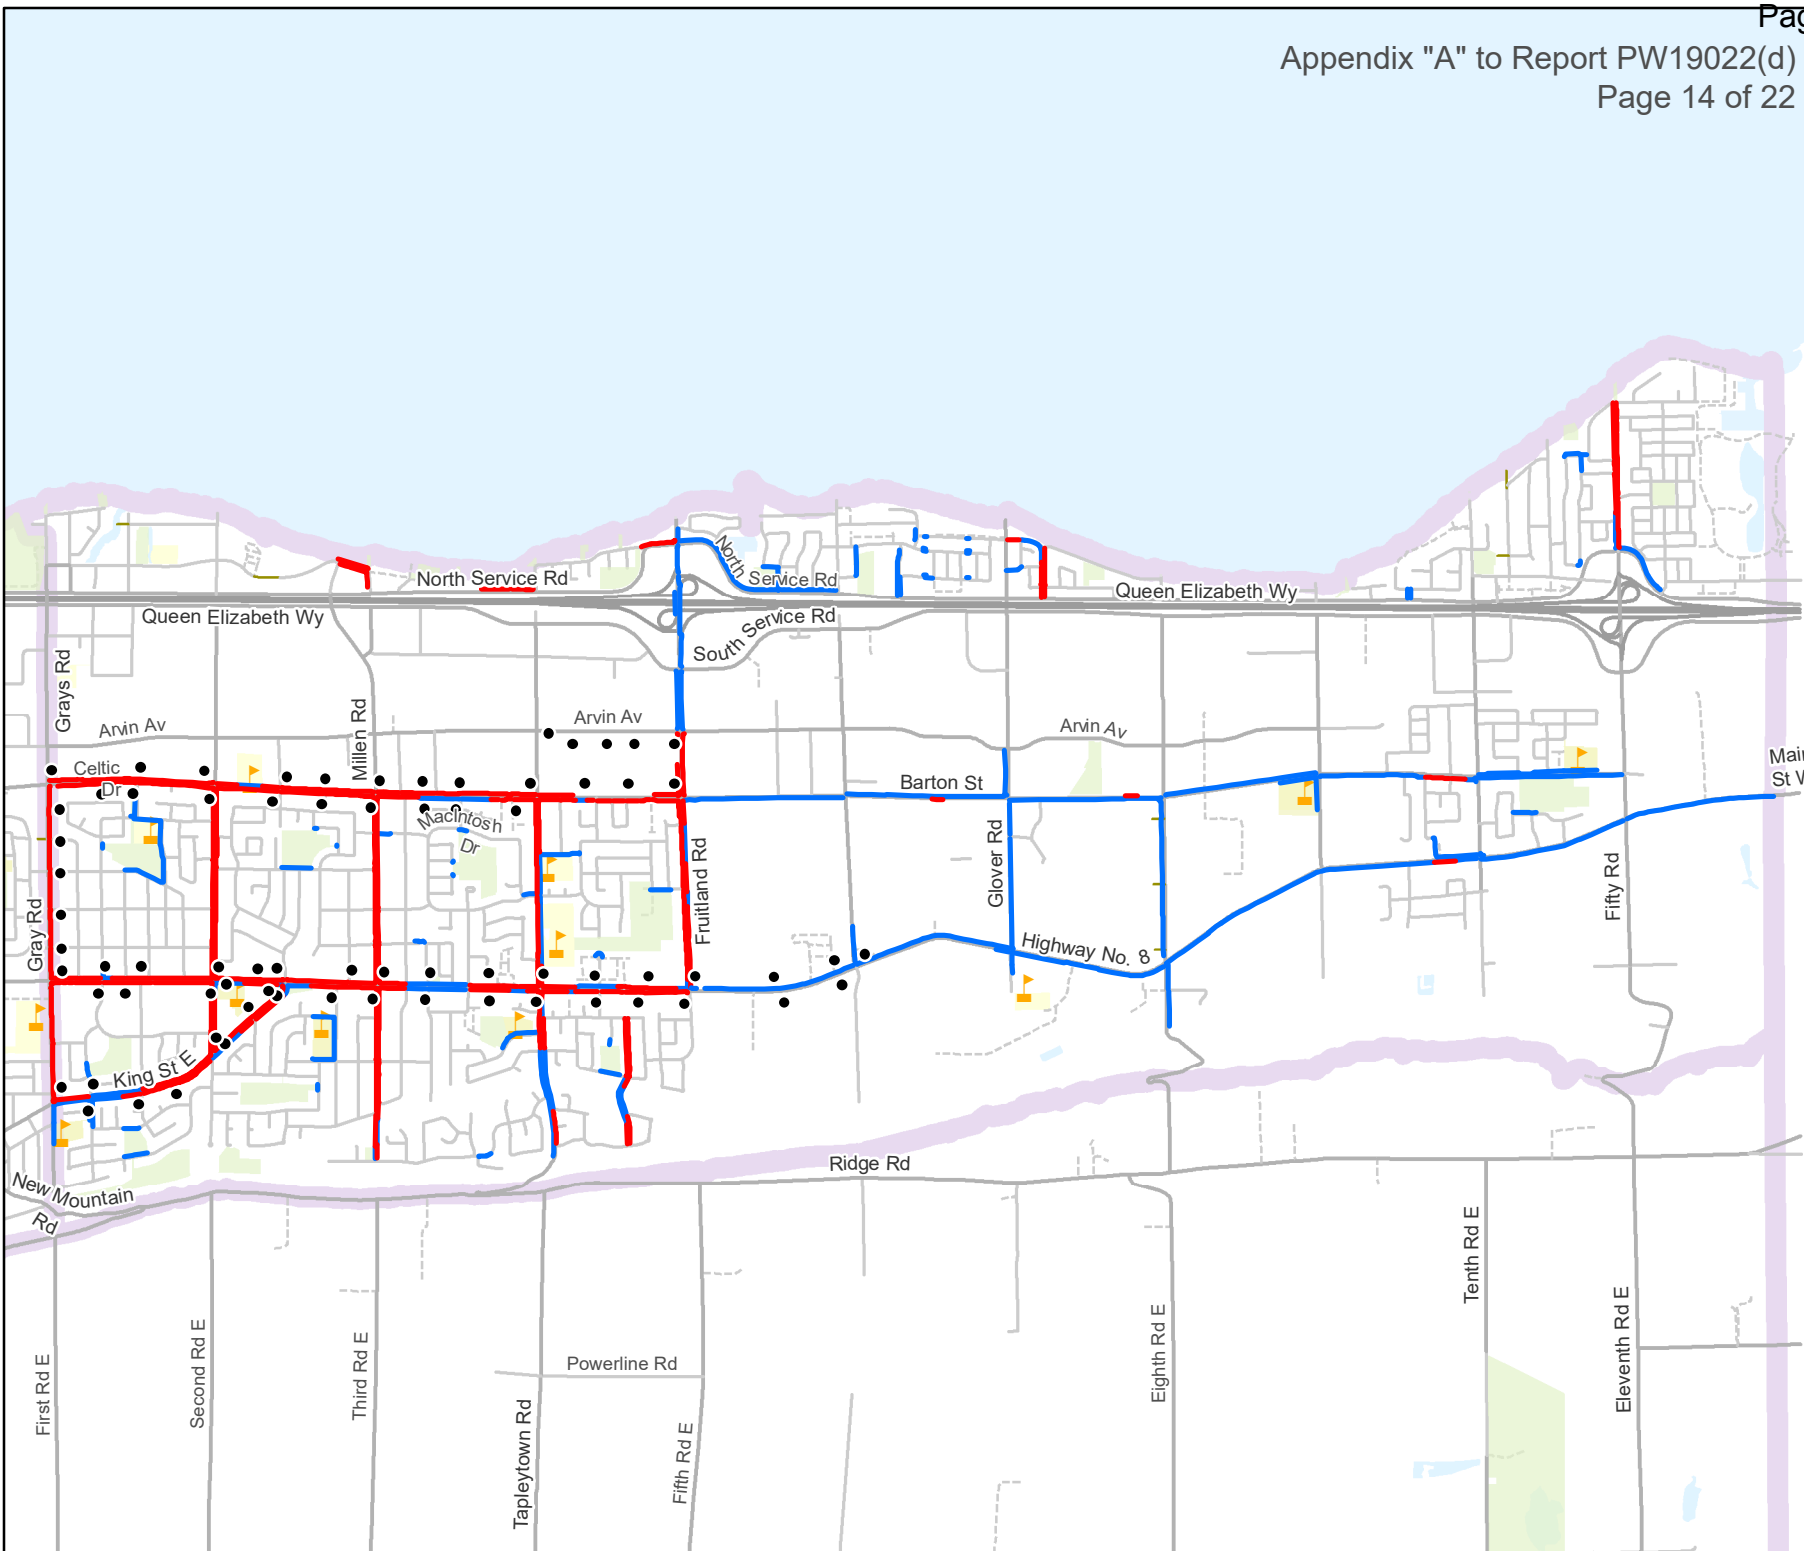 Pag
Appendix "A" to Report PW19022(d)
Page 14 of 22
North Service Rd
North Service Rd
Queen Elizabeth Wy
Queen Elizabeth Wy
South Service Rd
Grays Rd
Millen Rd
Arvin Av
Arvin Av
Arvin Av
Celtic
Dr
Barton St
Main
St W
Macintosh
Dr
Gray Rd
Fruitland Rd
Glover Rd
Fifty Rd
Highway No. 8
King St E
New Mountain
Rd
Ridge Rd
First Rd E
Second Rd E
Third Rd E
Tapleytown Rd
Powerline Rd
Fifth Rd E
Eighth Rd E
Tenth Rd E
Eleventh Rd E